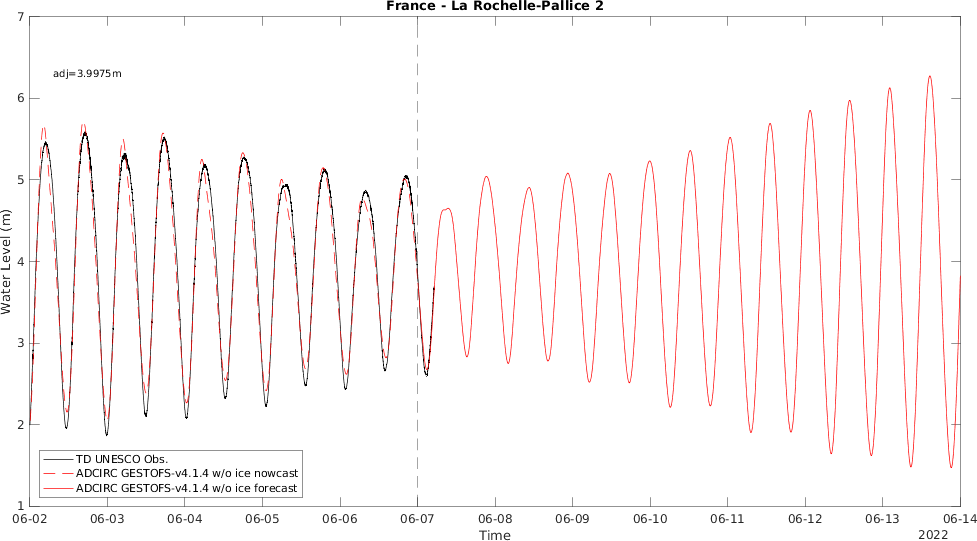 France - La Rochelle-Pallice 2
7
6
5
4
3
2
1
Water Level (m)
adj=3.9975m
TD UNESCO Obs.
ADCIRC GESTOFS-v4.1.4 w/o ice nowcast
ADCIRC GESTOFS-v4.1.4 w/o ice forecast
06-02 06-03 06-04 06-05 06-06 06-07 06-08 06-09 06-10 06-11 06-12 06-13 06-14
Time
2022